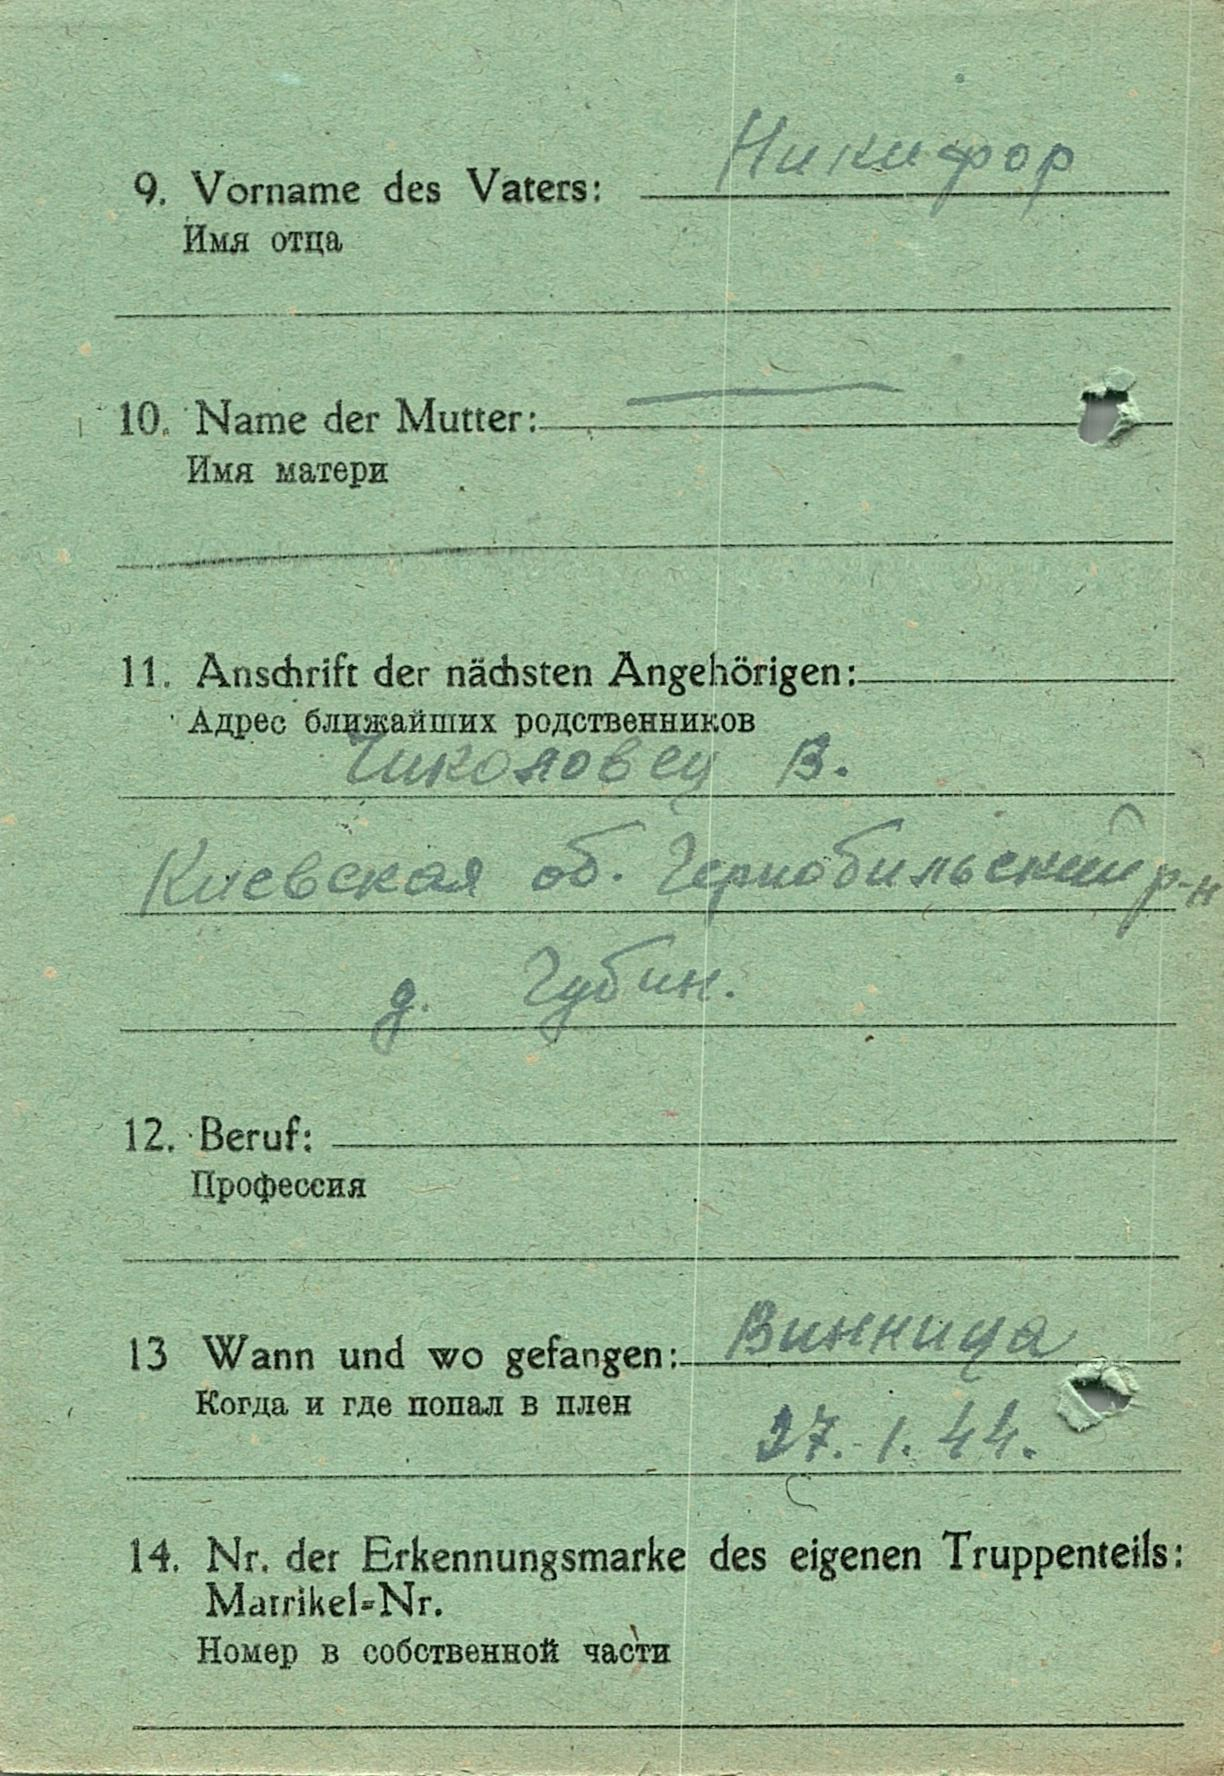 9. Vorname des Vaters: Никифор
Имя отца
10. Name der Mutter: —
Имя матери
11. Anschrift der nächsten Angehörigen:
Адрес ближайших родственников
Чиколовец В.
Киевская об. Чернобильский р-н
д. Губин.
12. Beruf:
Профессия
13 Wann und wo gefangen: Винница
Когда и где попал в плен
27.1.44.
14. Nr. der Erkennungsmarke des eigenen Truppenteils:
Matrikel=Nr.
Номер в собственной части